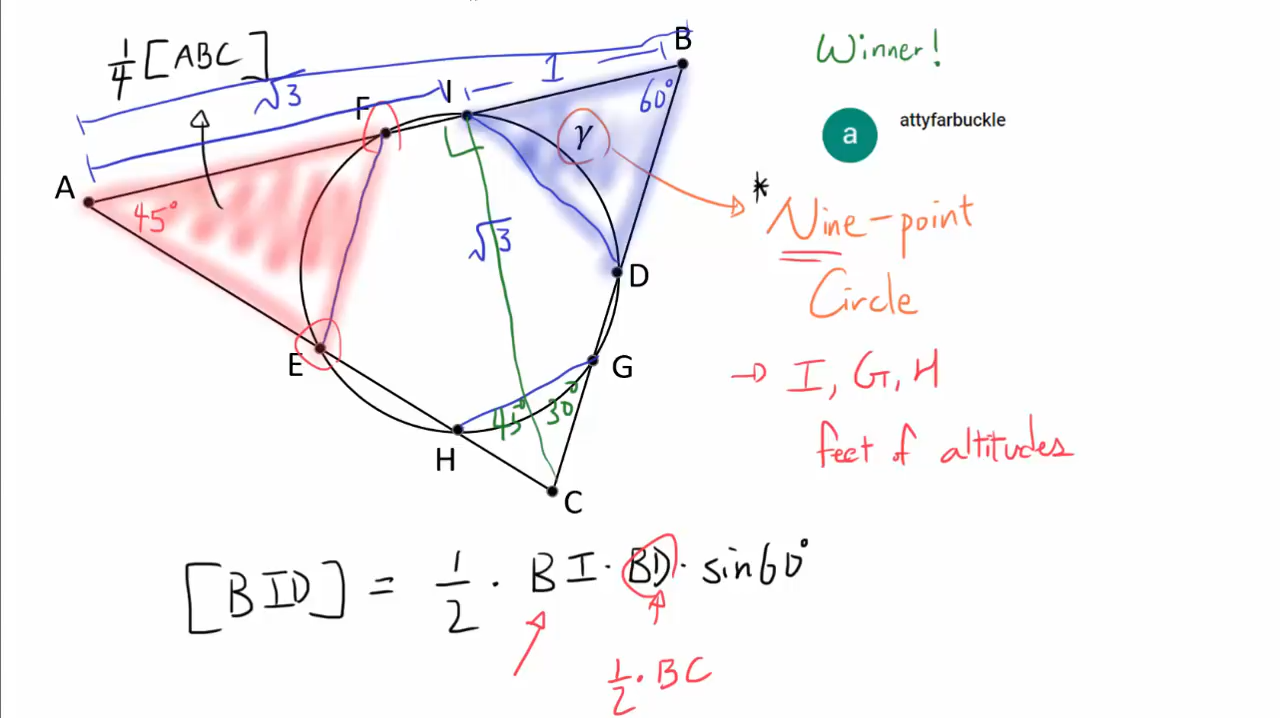 Winner!
a attyfarbuckle
1/4 [ABC]
√3
1
B
60°
F
I
γ
A
45°
√3
* Nine-point
Circle
D
E
G
→ I, G, H
feet of altitudes
45° 30°
H
C
[BID] = 1/2 · BI · BD · sin60°
1/2 · BC